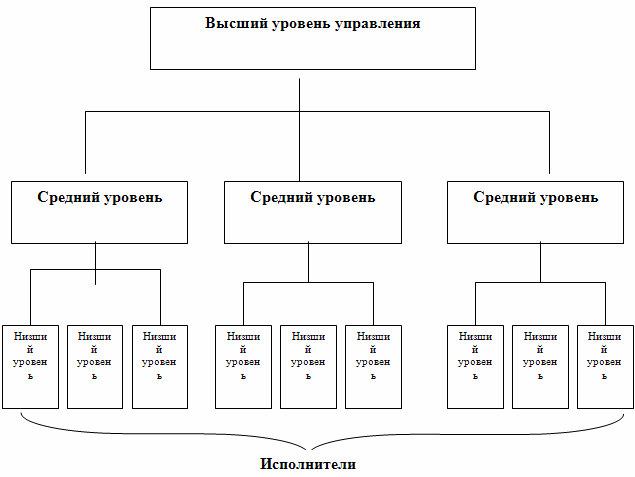 Высший уровень управления
Средний уровень
Средний уровень
Средний уровень
Низши
й
уровен
ь
Низши
й
уровен
ь
Низши
й
уровен
ь
Низши
й
уровен
ь
Низши
й
уровен
ь
Низши
й
уровен
ь
Низши
й
уровен
ь
Низши
й
уровен
ь
Низши
й
уровен
ь
Исполнители